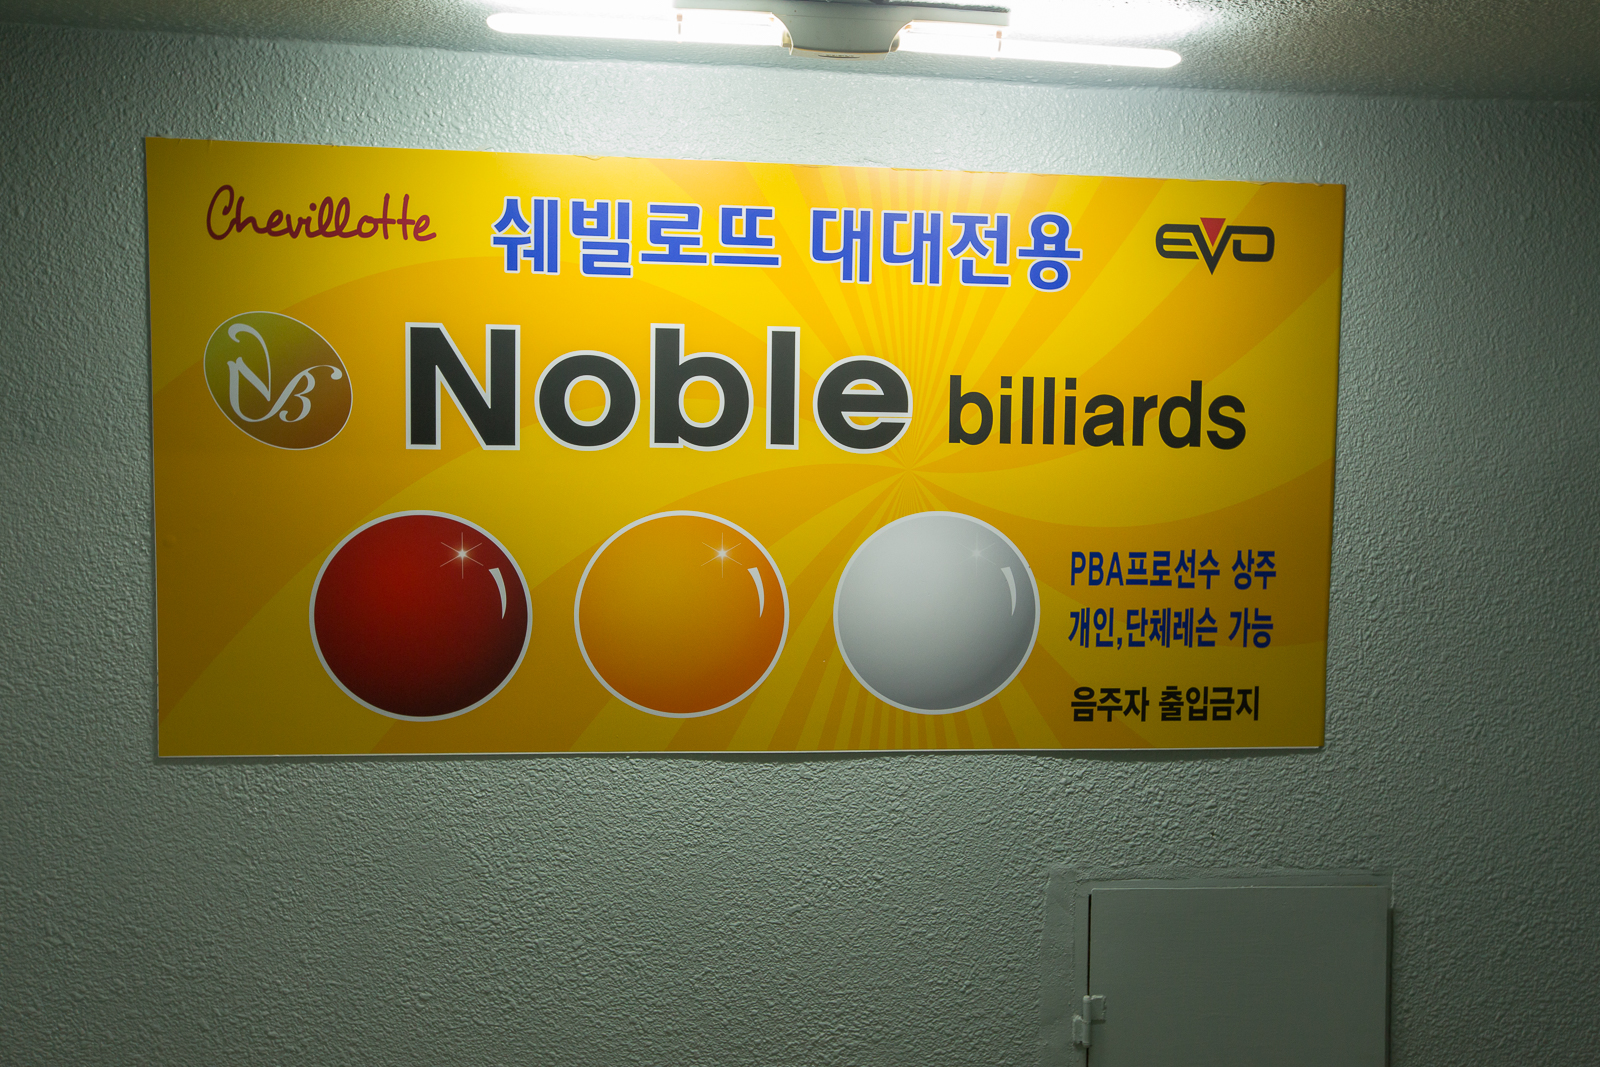 Chevillotte
쉐빌로뜨 대대전용
EVO
NB
Noble billiards
PBA프로선수 상주
개인,단체레슨 가능
음주자 출입금지